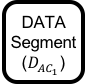 DATA
Segment
(D_{AC_1})